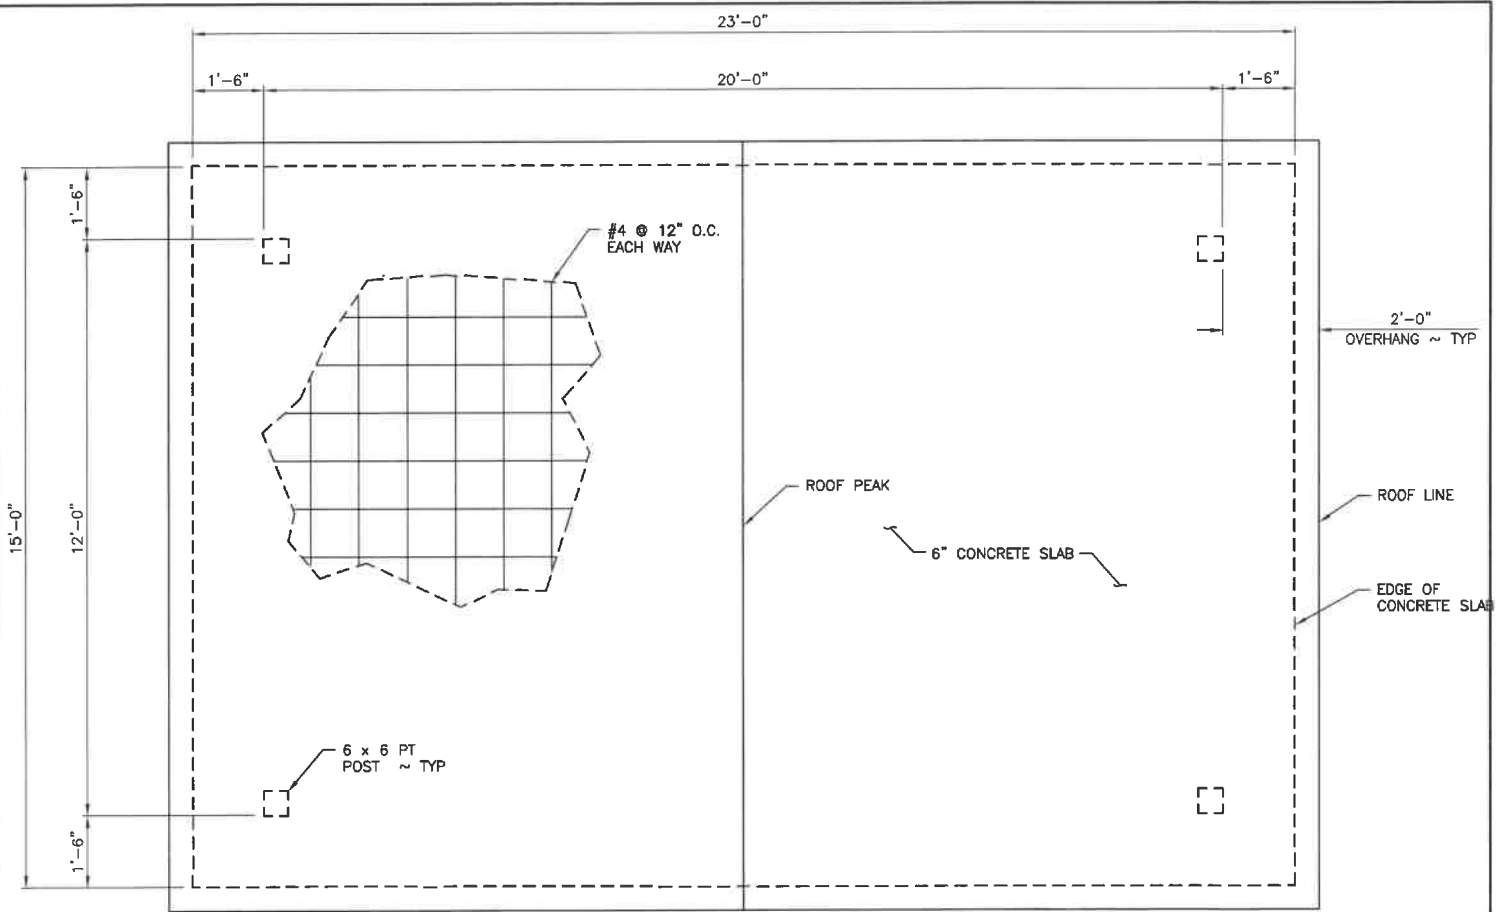 23'-0"
1'-6"
20'-0"
1'-6"
1'-6"
#4 @ 12" O.C.
EACH WAY
2'-0"
OVERHANG ~ TYP
15'-0"
12'-0"
ROOF PEAK
ROOF LINE
6" CONCRETE SLAB
EDGE OF
CONCRETE SLAB
6 x 6 PT
POST ~ TYP
1'-6"